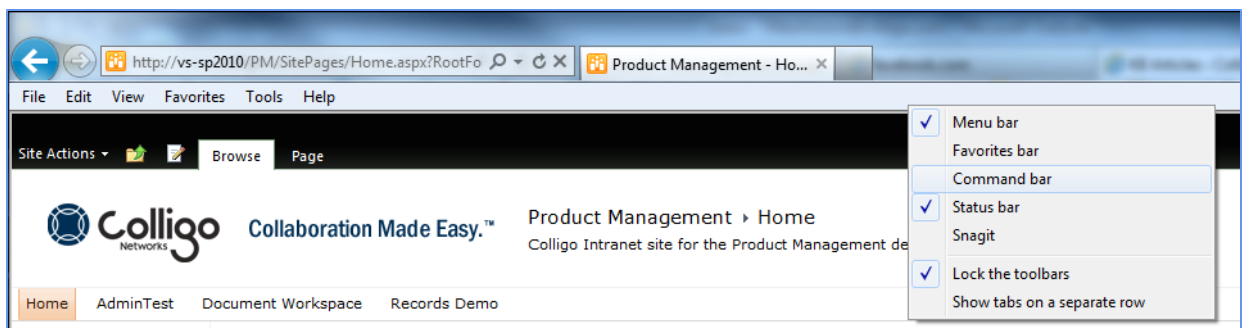 http://vs-sp2010/PM/SitePages/Home.aspx?RootFo
Product Management - Ho...
File Edit View Favorites Tools Help
Menu bar
Favorites bar
Command bar
Status bar
Snagit
Lock the toolbars
Show tabs on a separate row
Site Actions Browse Page
Colligo
Networks
Collaboration Made Easy.™
Product Management Home
Colligo Intranet site for the Product Management de
Home AdminTest Document Workspace Records Demo